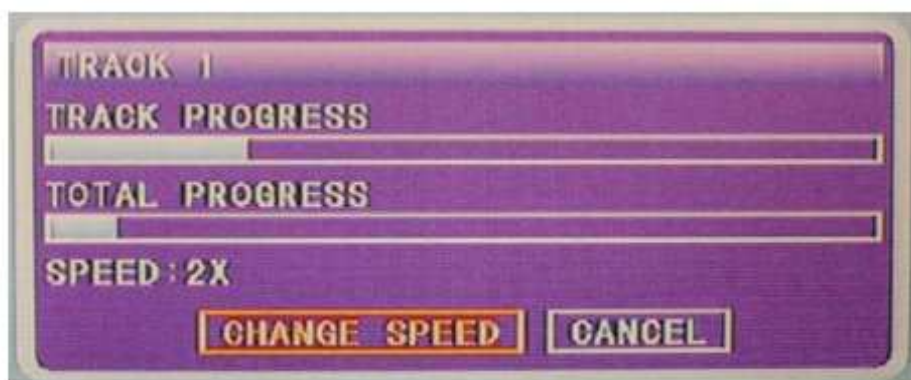 TRACK 1
TRACK PROGRESS
TOTAL PROGRESS
SPEED:2X
CHANGE SPEED CANCEL